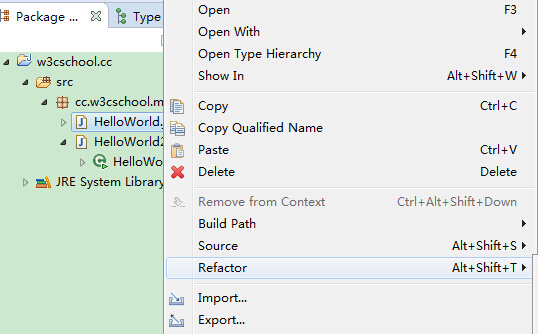 Package ...
Type
w3cschool.cc
src
cc.w3cschool.m
HelloWorld.
HelloWorld2
HelloWo
JRE System Library
Open F3
Open With
Open Type Hierarchy F4
Show In Alt+Shift+W
Copy Ctrl+C
Copy Qualified Name
Paste Ctrl+V
Delete Delete
Remove from Context Ctrl+Alt+Shift+Down
Build Path
Source Alt+Shift+S
Refactor Alt+Shift+T
Import...
Export...